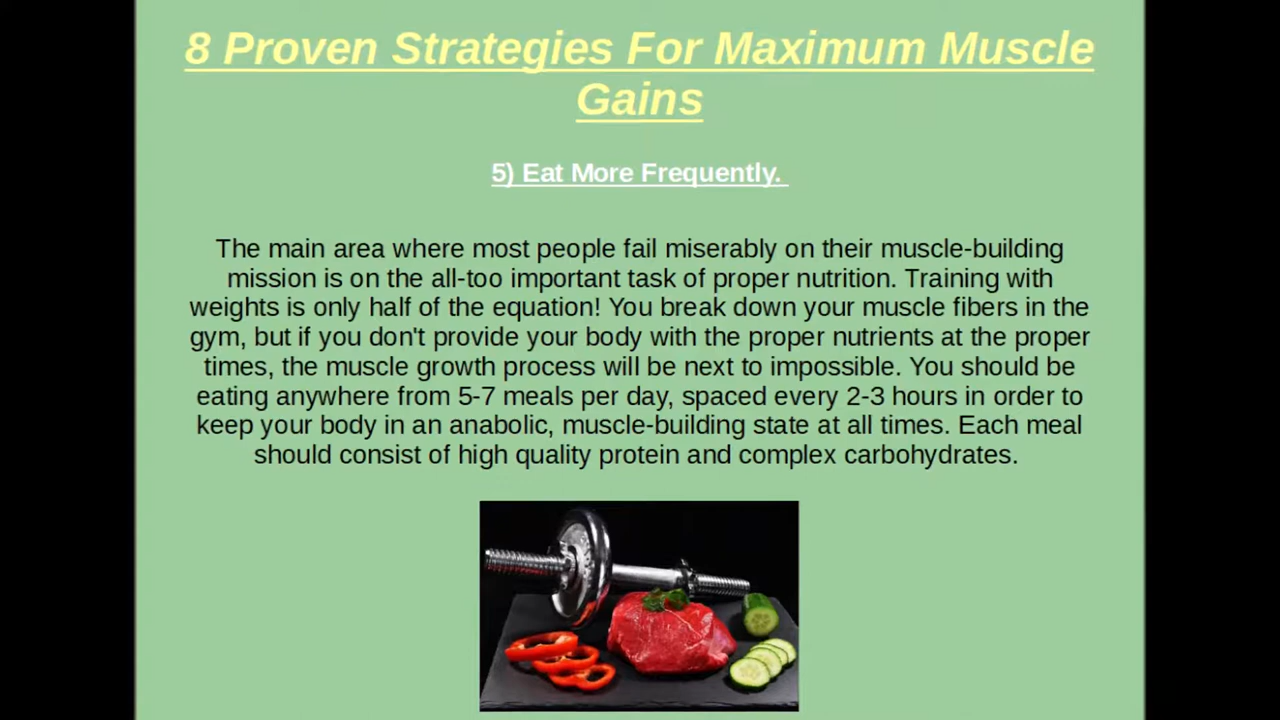 8 Proven Strategies For Maximum Muscle
Gains
5) Eat More Frequently.
The main area where most people fail miserably on their muscle-building
mission is on the all-too important task of proper nutrition. Training with
weights is only half of the equation! You break down your muscle fibers in the
gym, but if you don't provide your body with the proper nutrients at the proper
times, the muscle growth process will be next to impossible. You should be
eating anywhere from 5-7 meals per day, spaced every 2-3 hours in order to
keep your body in an anabolic, muscle-building state at all times. Each meal
should consist of high quality protein and complex carbohydrates.